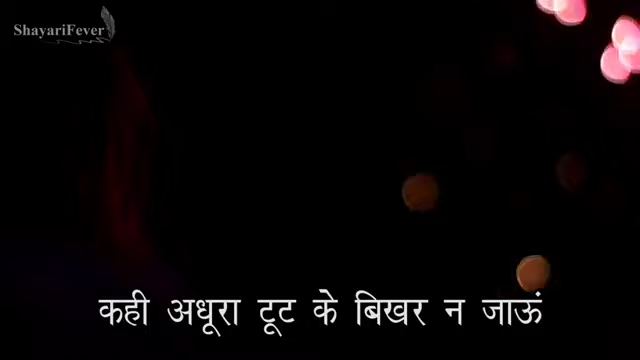 ShayariFever
कही अधूरा टूट के बिखर न जाऊं